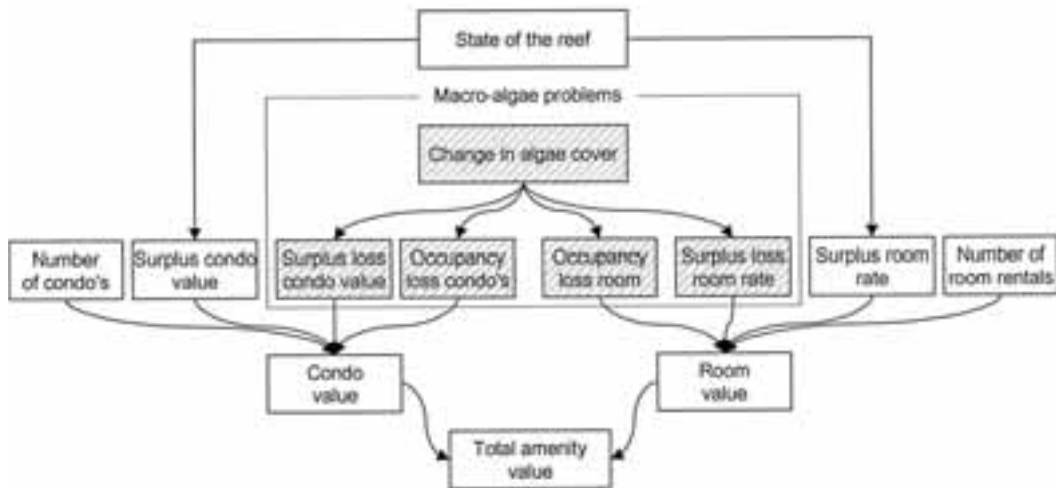 State of the reef
Macro-algae problems
Change in algae cover
Number
of condo's
Surplus condo
value
Surplus loss
condo value
Occupancy
loss condo's
Occupancy
loss room
Surplus loss
room rate
Surplus room
rate
Number of
room rentals
Condo
value
Room
value
Total amenity
value